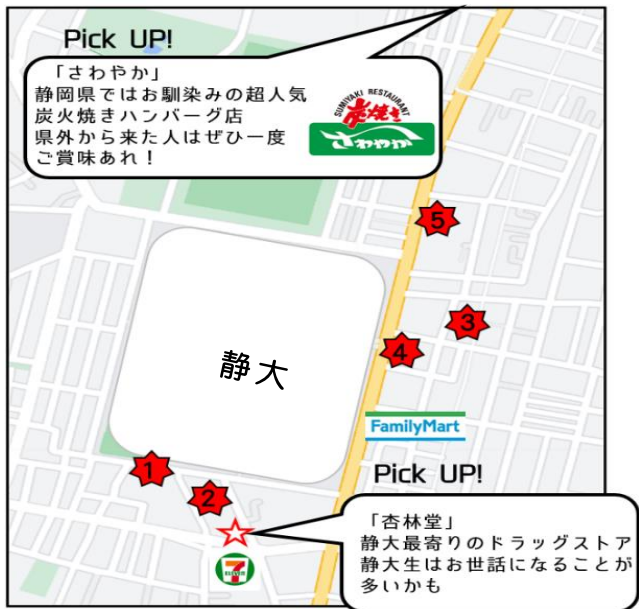 Pick UP!
「さわやか」
静岡県ではお馴染みの超人気
炭火焼きハンバーグ店
県外から来た人はぜひ一度
ご賞味あれ！
SUMIYAKI RESTAURANT
炭焼き
さわやか
5
3
4
静大
FamilyMart
1
2
Pick UP!
「杏林堂」
静大最寄りのドラッグストア
静大生はお世話になることが
多いかも
7
ELEVEn